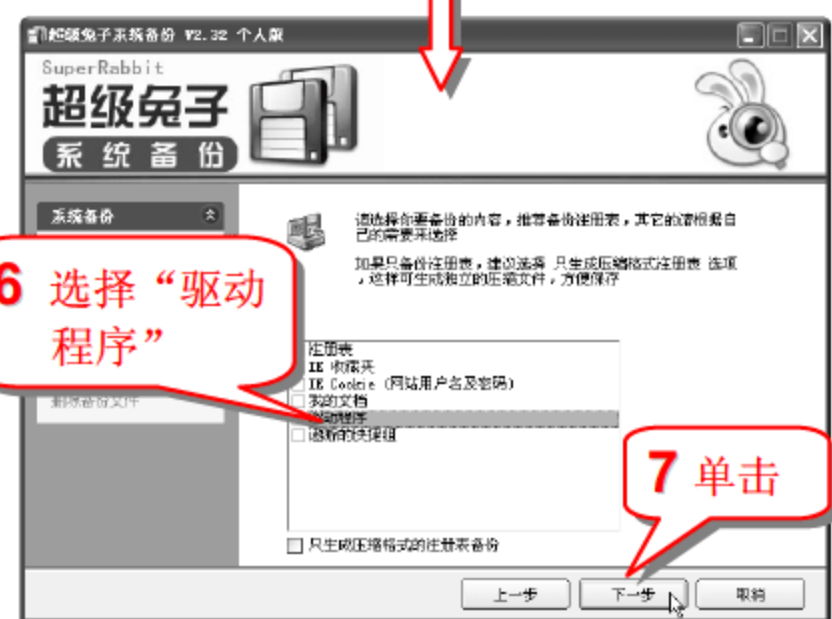 超级兔子系统备份 V2.32 个人版
SuperRabbit
超级兔子
系统备份
系统备份
请选择你要备份的内容，推荐备份注册表，其它的请根据自
己的需要来选择
如果只备份注册表，建议选择 只生成压缩格式注册表 选项
，这样可生成独立的压缩文件，方便保存
6 选择“驱动
程序”
注册表
IE 收藏夹
IE Cookie (网站用户名及密码)
我的文档
驱动程序
删除备份文件
7 单击
只生成压缩格式的注册表备份
上一步
下一步
取消